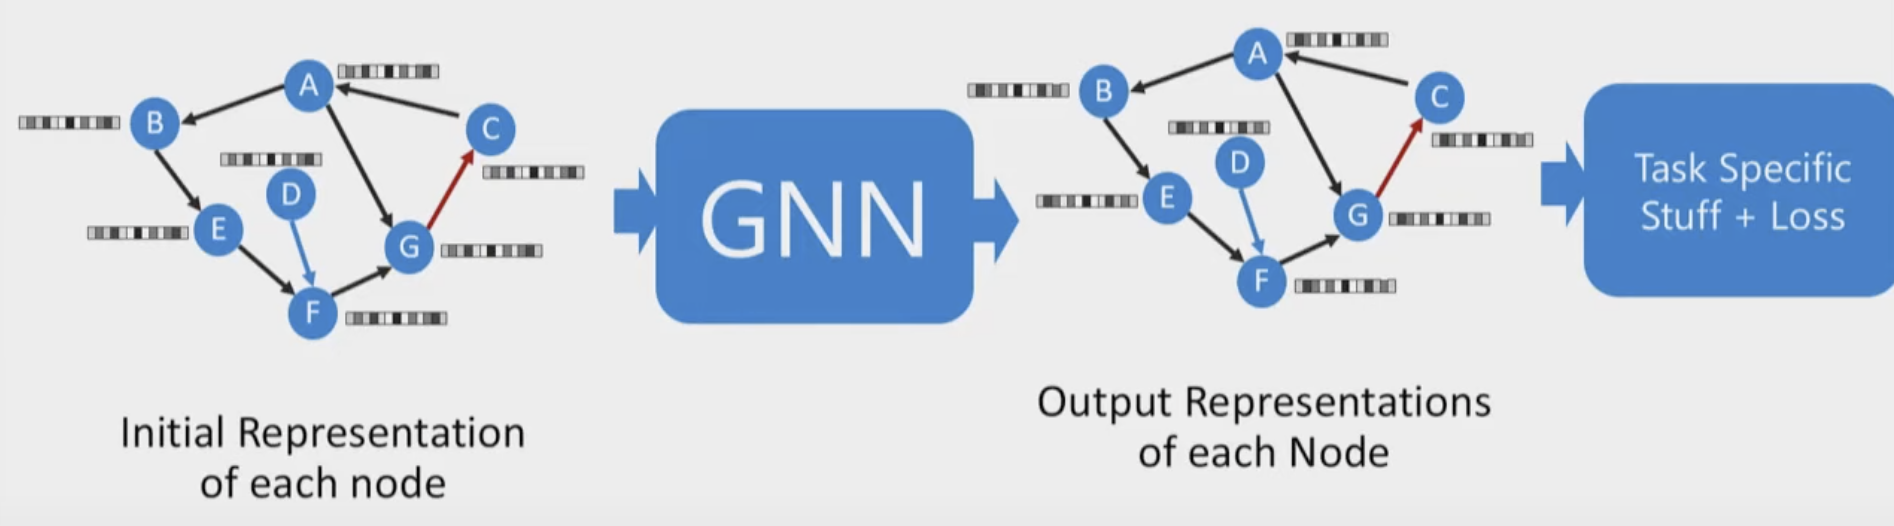 A
B
C
D
E
G
F
Initial Representation
of each node
GNN
A
B
C
D
E
G
F
Output Representations
of each Node
Task Specific
Stuff + Loss